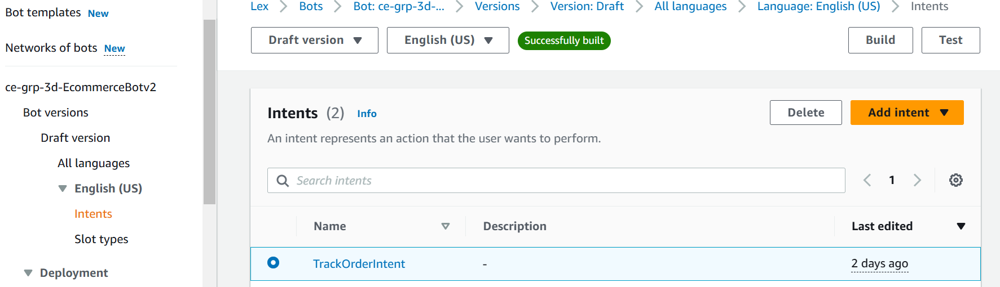 Bot templates New
Networks of bots New
ce-grp-3d-EcommerceBotv2
Bot versions
Draft version
All languages
English (US)
Intents
Slot types
Deployment
Lex Bots Bot: ce-grp-3d-... Versions Version: Draft All languages Language: English (US) Intents
Draft version English (US) Successfully built Build Test
Intents (2) Info Delete Add intent
An intent represents an action that the user wants to perform.
Search intents 1
Name Description Last edited
TrackOrderIntent - 2 days ago